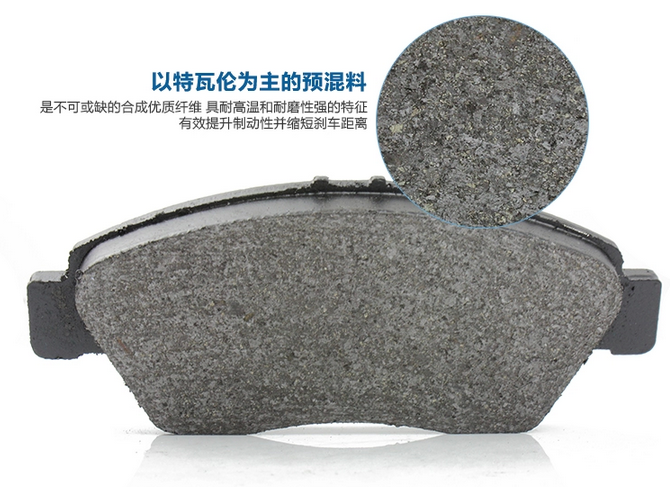 以特瓦伦为主的预混料
是不可或缺的合成优质纤维 具耐高温和耐磨性强的特征
有效提升制动性并缩短刹车距离